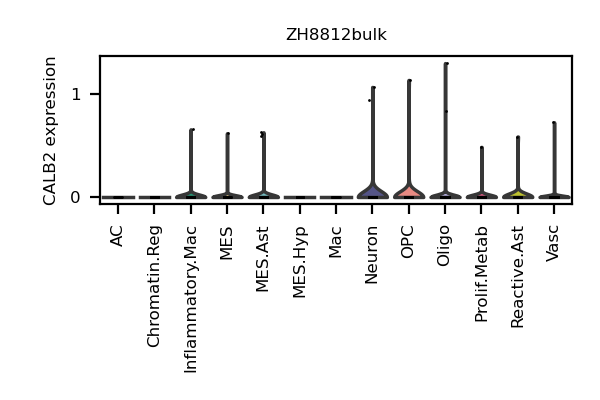 ZH8812bulk
CALB2 expression
1
0
AC
Chromatin.Reg
Inflammatory.Mac
MES
MES.Ast
MES.Hyp
Mac
Neuron
OPC
Oligo
Prolif.Metab
Reactive.Ast
Vasc